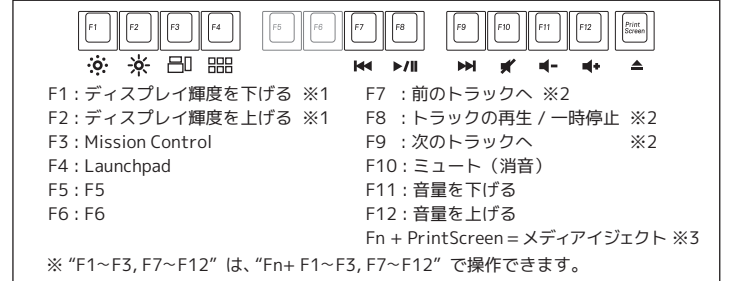 F1 F2 F3 F4 F5 F6 F7 F8 F9 F10 F11 F12 Print Screen
F1 : ディスプレイ輝度を下げる ※1
F2 : ディスプレイ輝度を上げる ※1
F3 : Mission Control
F4 : Launchpad
F5 : F5
F6 : F6
F7 : 前のトラックへ ※2
F8 : トラックの再生 / 一時停止 ※2
F9 : 次のトラックへ ※2
F10 : ミュート（消音）
F11 : 音量を下げる
F12 : 音量を上げる
Fn + PrintScreen = メディアイジェクト ※3
※ “F1~F3, F7~F12” は、“Fn+ F1~F3, F7~F12” で操作できます。